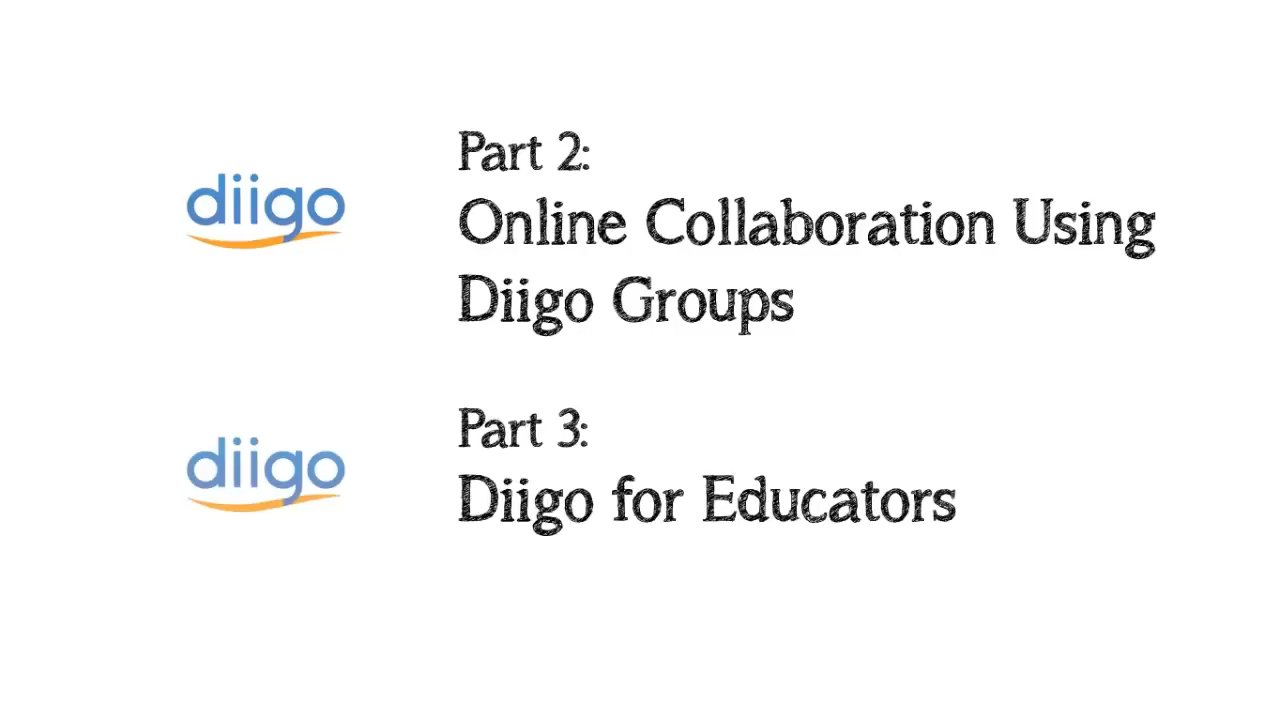 diigo
Part 2:
Online Collaboration Using
Diigo Groups
diigo
Part 3:
Diigo for Educators